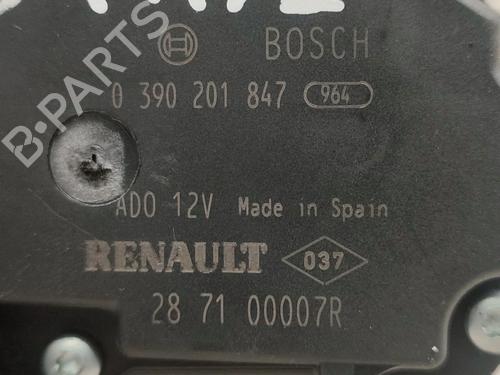 BOSCH
0 390 201 847 964
ADO 12V Made in Spain
RENAULT 037
28 71 00007R
B-PARTS